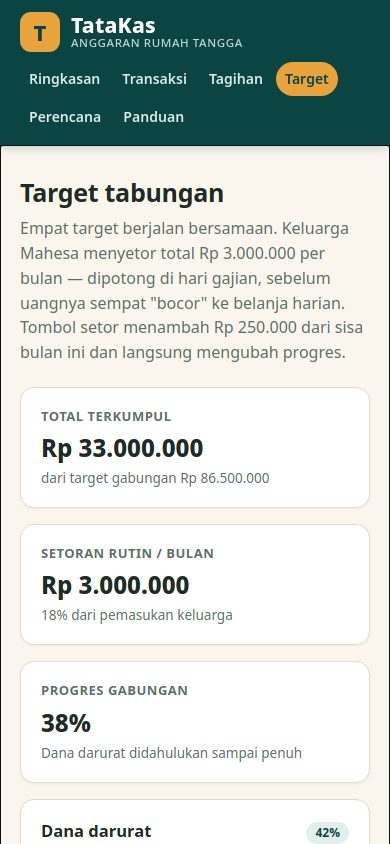 T
TataKas
ANGGARAN RUMAH TANGGA
Ringkasan Transaksi Tagihan Target
Perencana Panduan
Target tabungan
Empat target berjalan bersamaan. Keluarga
Mahesa menyetor total Rp 3.000.000 per
bulan — dipotong di hari gajian, sebelum
uangnya sempat "bocor" ke belanja harian.
Tombol setor menambah Rp 250.000 dari sisa
bulan ini dan langsung mengubah progres.
TOTAL TERKUMPUL
Rp 33.000.000
dari target gabungan Rp 86.500.000
SETORAN RUTIN / BULAN
Rp 3.000.000
18% dari pemasukan keluarga
PROGRES GABUNGAN
38%
Dana darurat didahulukan sampai penuh
Dana darurat 42%